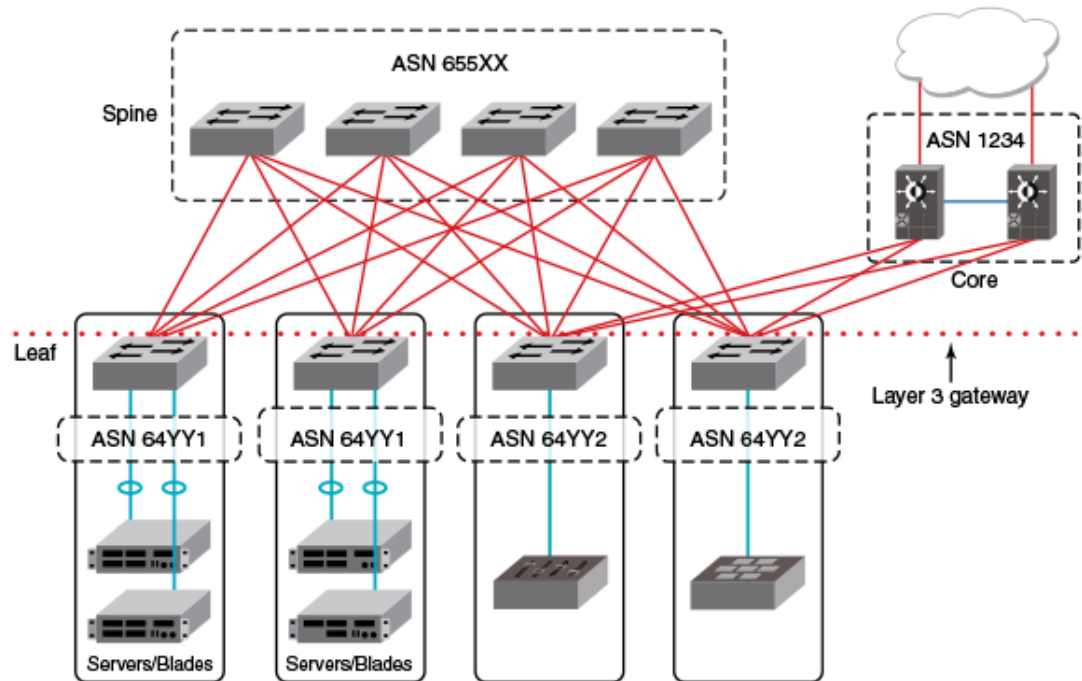 ASN 655XX
Spine
ASN 1234
Core
Leaf
Layer 3 gateway
ASN 64YY1
ASN 64YY1
ASN 64YY2
ASN 64YY2
Servers/Blades
Servers/Blades